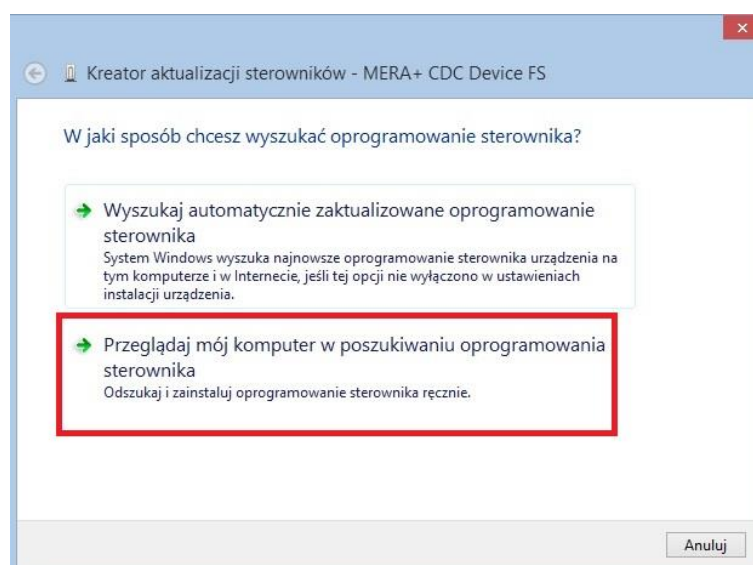 Kreator aktualizacji sterowników - MERA+ CDC Device FS
W jaki sposób chcesz wyszukać oprogramowanie sterownika?
Wyszukaj automatycznie zaktualizowane oprogramowanie
sterownika
System Windows wyszuka najnowsze oprogramowanie sterownika urządzenia na
tym komputerze i w Internecie, jeśli tej opcji nie wyłączono w ustawieniach
instalacji urządzenia.
Przeglądaj mój komputer w poszukiwaniu oprogramowania
sterownika
Odszukaj i zainstaluj oprogramowanie sterownika ręcznie.
Anuluj